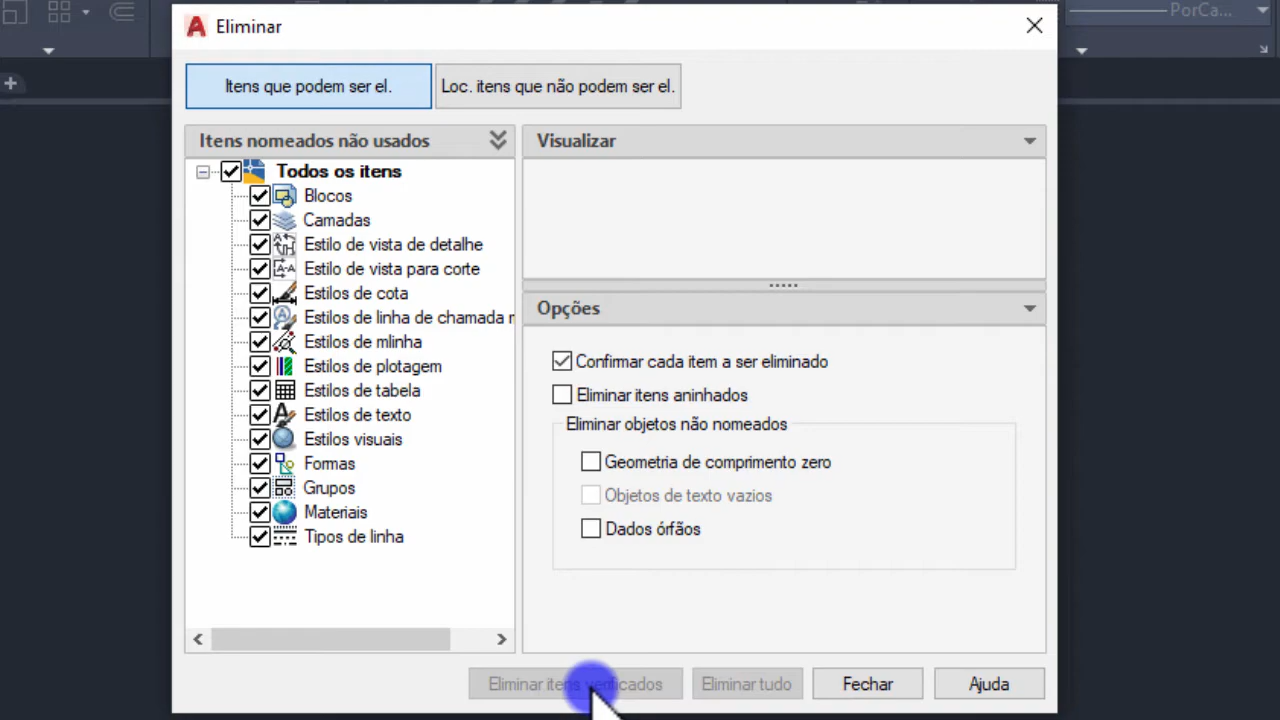 PorCa...
Eliminar
Itens que podem ser el.
Loc. itens que não podem ser el.
Itens nomeados não usados
Visualizar
Todos os itens
Blocos
Camadas
Estilo de vista de detalhe
Estilo de vista para corte
Estilos de cota
Estilos de linha de chamada r
Estilos de mlinha
Estilos de plotagem
Estilos de tabela
Estilos de texto
Estilos visuais
Formas
Grupos
Materiais
Tipos de linha
Opções
Confirmar cada item a ser eliminado
Eliminar itens aninhados
Eliminar objetos não nomeados
Geometria de comprimento zero
Objetos de texto vazios
Dados órfãos
Eliminar itens verificados
Eliminar tudo
Fechar
Ajuda